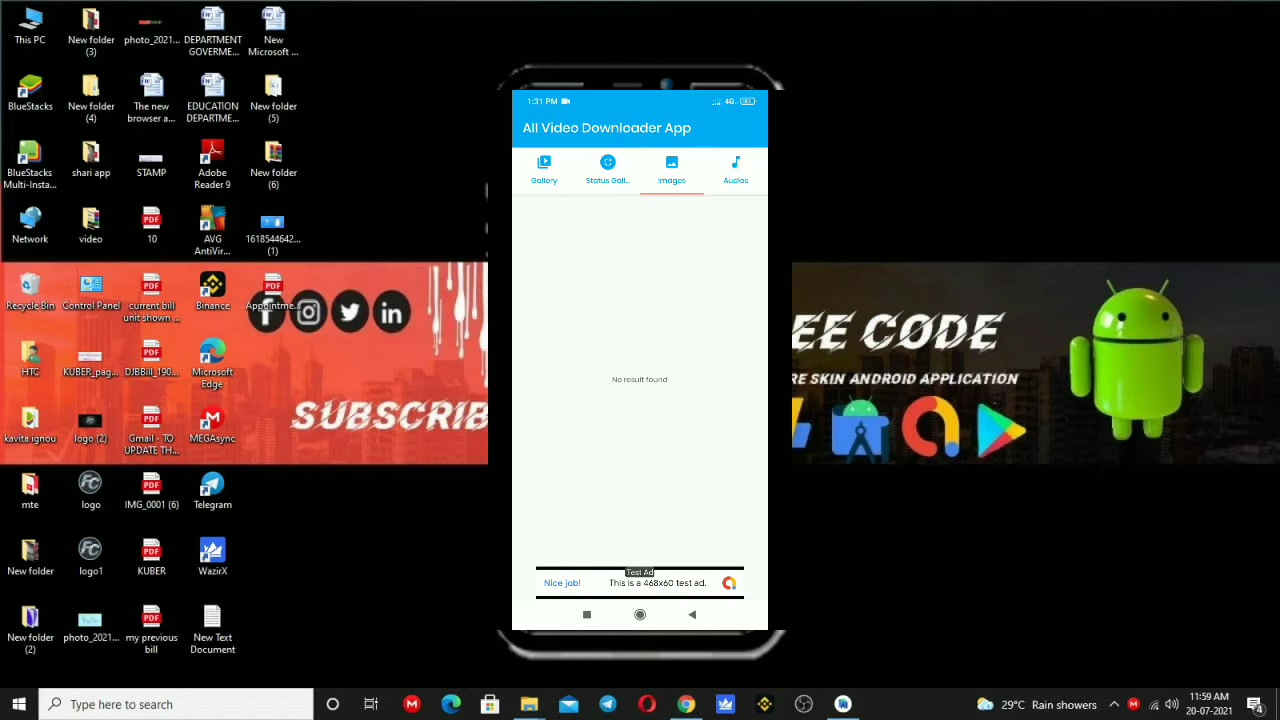 This PC
New folder
(3)
photo_2021...
DEPARTMENT
GOVERME...
New
Microsoft ...
BlueStacks
New folder
(4)
The new
browser a...
EDUCATION
DEPARTME...
New folder
(5)
BlueStacks
Multi-Insta...
shari app
STAMP
Adobe
Reader 9
New folder
(6)
Network
video
10
AVG
AntiVir...
1618544642...
(1)
Recycle Bin
Control Panel
current bill
unit shown ...
Binance
Appointme...
HTC
KUBER_pag...
DJBBill_190...
Microsoft
Edge
kavita ignou
logo (2)
Gmail - TO
UPDATE TH...
MEGAsync
mte
logo
IMG_0001 (6)
Telegram
New folder
logo1
KUBER
WazirX
New folder
(2)
photo_2021...
my previous
bill
New Text
Document
SUBSCRIB
EE CODE
RE SKIN ANDROID APPLICATION
1:31 PM
4G
All Video Downloader App
Gallery
Status Gall...
Images
Audios
No result found
Test Ad
Nice job!
This is a 468x60 test ad.
Type here to search
29°C Rain showers
11:59 AM
20-07-2021
4